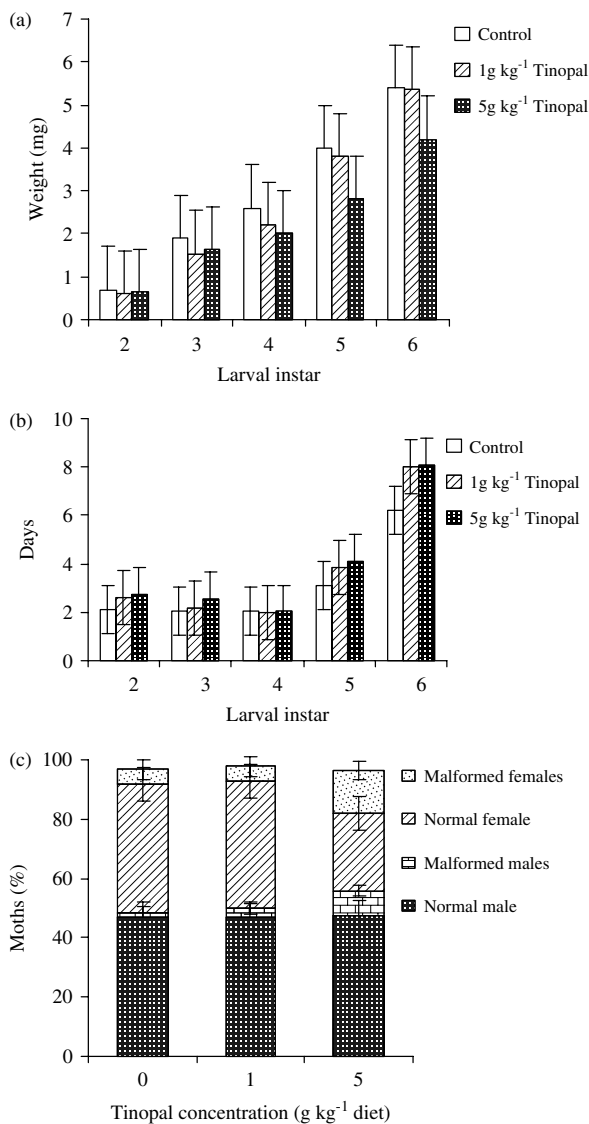 (a)
7
6
5
4
3
2
1
0
Weight (mg)
2 3 4 5 6
Larval instar
Control
1g kg⁻¹ Tinopal
5g kg⁻¹ Tinopal
(b)
10
8
6
4
2
0
Days
2 3 4 5 6
Larval instar
Control
1g kg⁻¹ Tinopal
5g kg⁻¹ Tinopal
(c)
100
80
60
40
20
0
Moths (%)
0 1 5
Tinopal concentration (g kg⁻¹ diet)
Malformed females
Normal female
Malformed males
Normal male